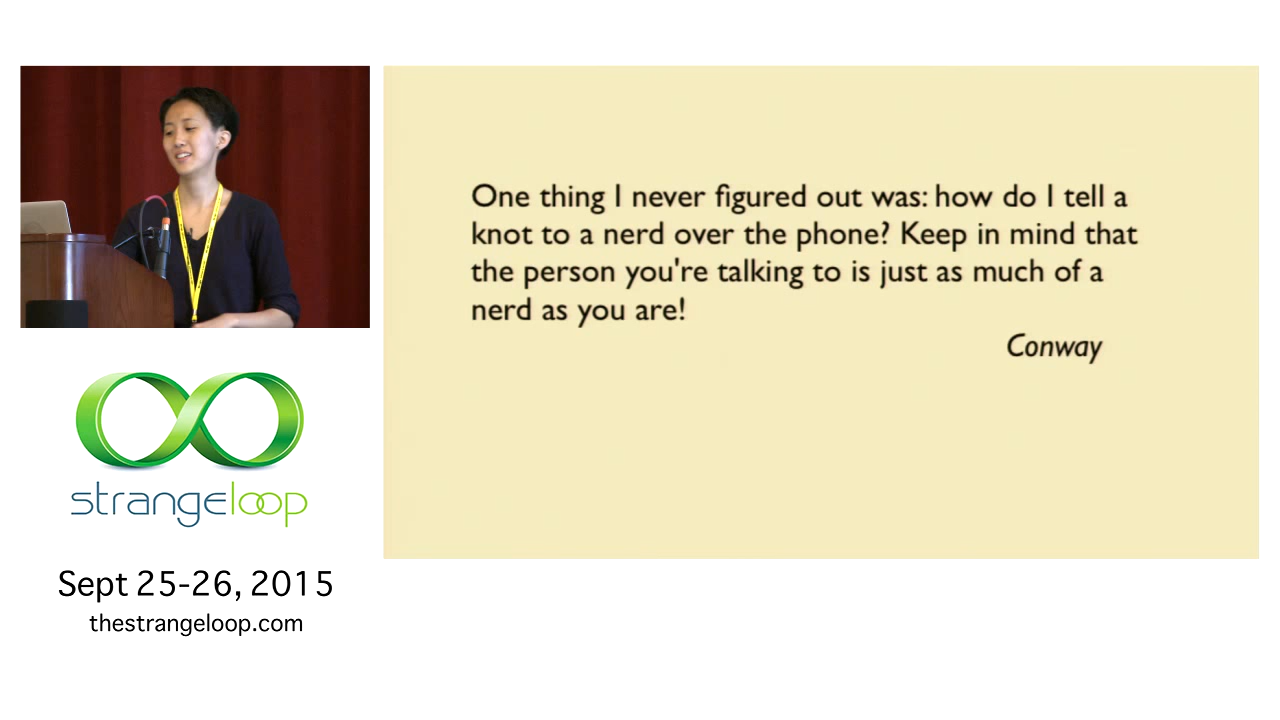 One thing I never figured out was: how do I tell a
knot to a nerd over the phone? Keep in mind that
the person you're talking to is just as much of a
nerd as you are!
Conway
strangeloop
Sept 25-26, 2015
thestrangeloop.com